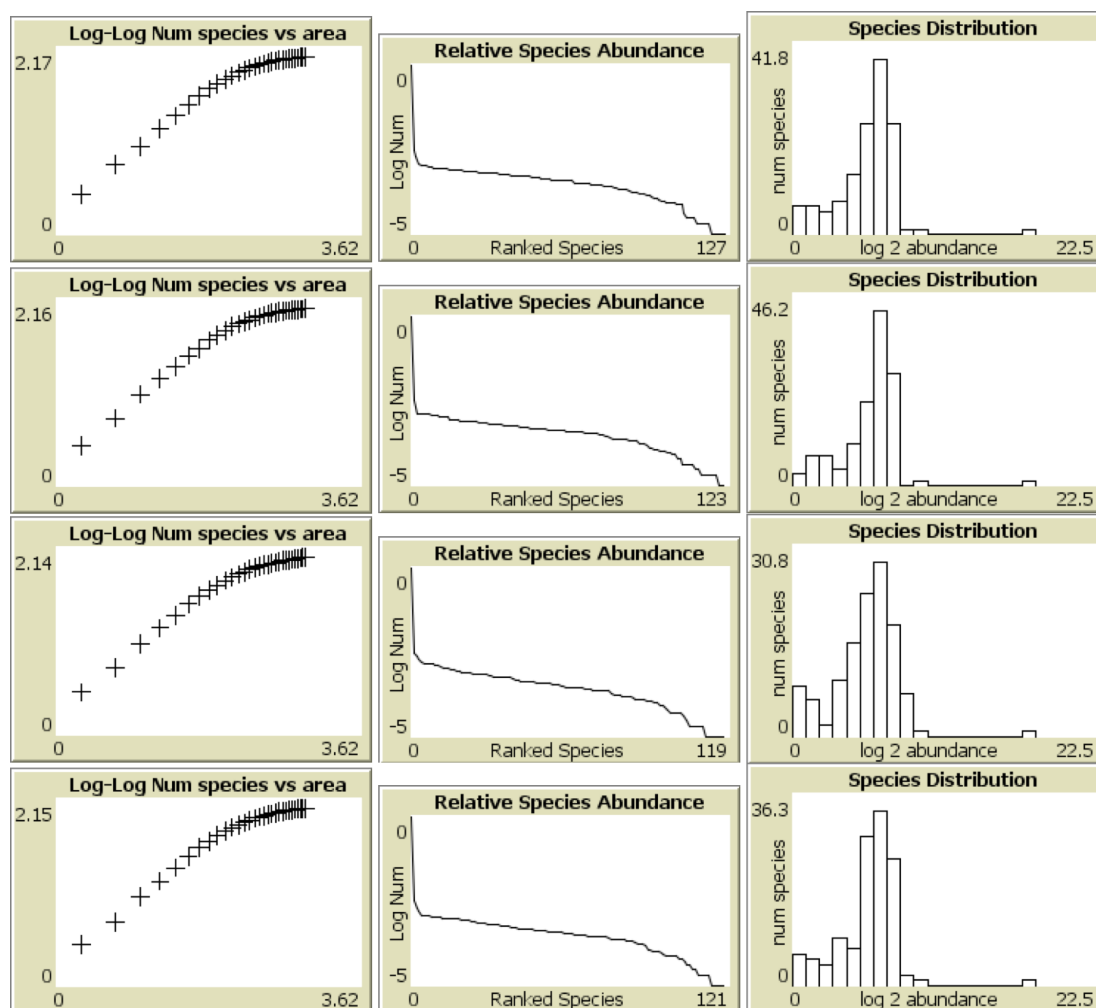 Log-Log Num species vs area
2.17
0
0
3.62
Relative Species Abundance
0
Log Num
-5
0
Ranked Species
127
Species Distribution
41.8
num species
0
0
log 2 abundance
22.5
Log-Log Num species vs area
2.16
0
0
3.62
Relative Species Abundance
0
Log Num
-5
0
Ranked Species
123
Species Distribution
46.2
num species
0
0
log 2 abundance
22.5
Log-Log Num species vs area
2.14
0
0
3.62
Relative Species Abundance
0
Log Num
-5
0
Ranked Species
119
Species Distribution
30.8
num species
0
0
log 2 abundance
22.5
Log-Log Num species vs area
2.15
0
0
3.62
Relative Species Abundance
0
Log Num
-5
0
Ranked Species
121
Species Distribution
36.3
num species
0
0
log 2 abundance
22.5